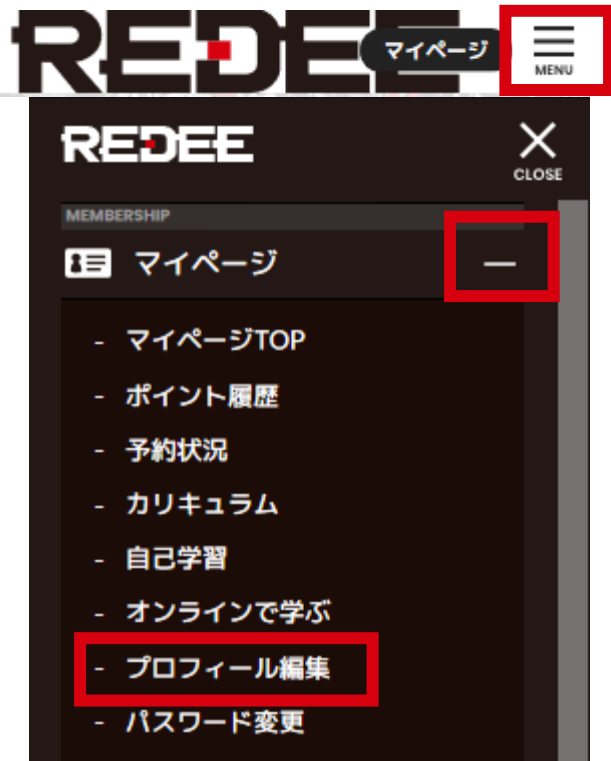 REDEE
マイページ
MENU
REDEE
CLOSE
MEMBERSHIP
マイページ
- マイページTOP
- ポイント履歴
- 予約状況
- カリキュラム
- 自己学習
- オンラインで学ぶ
- プロフィール編集
- パスワード変更